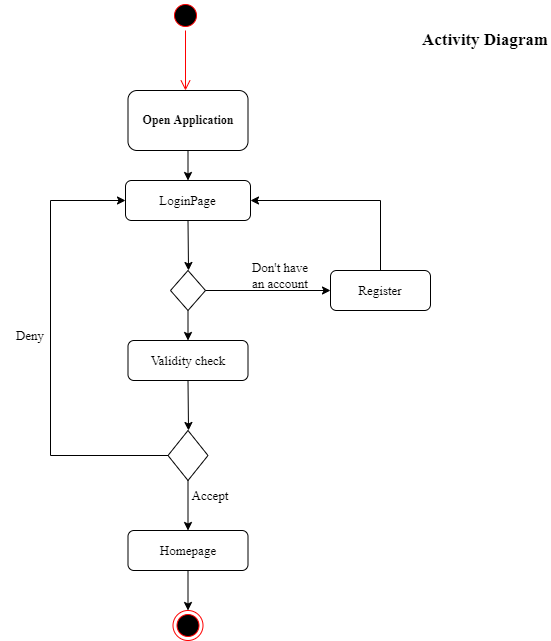 Activity Diagram
Open Application
LoginPage
Don't have
an account
Register
Deny
Validity check
Accept
Homepage